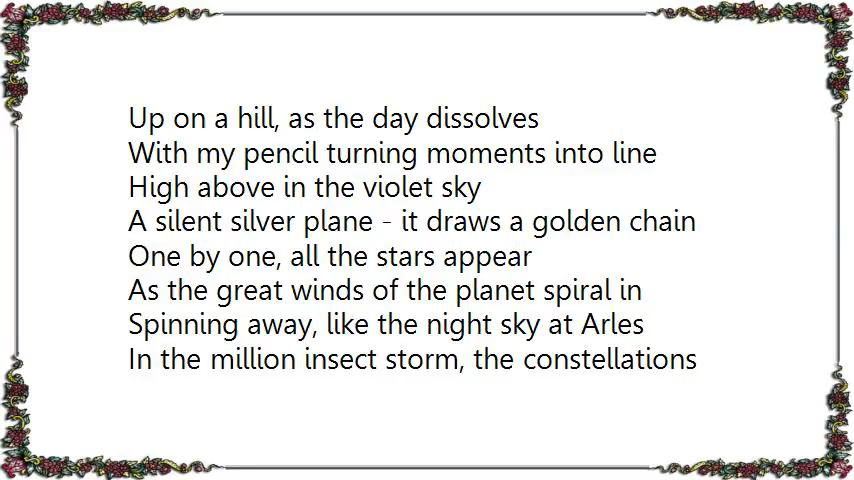 Up on a hill, as the day dissolves
With my pencil turning moments into line
High above in the violet sky
A silent silver plane - it draws a golden chain
One by one, all the stars appear
As the great winds of the planet spiral in
Spinning away, like the night sky at Arles
In the million insect storm, the constellations